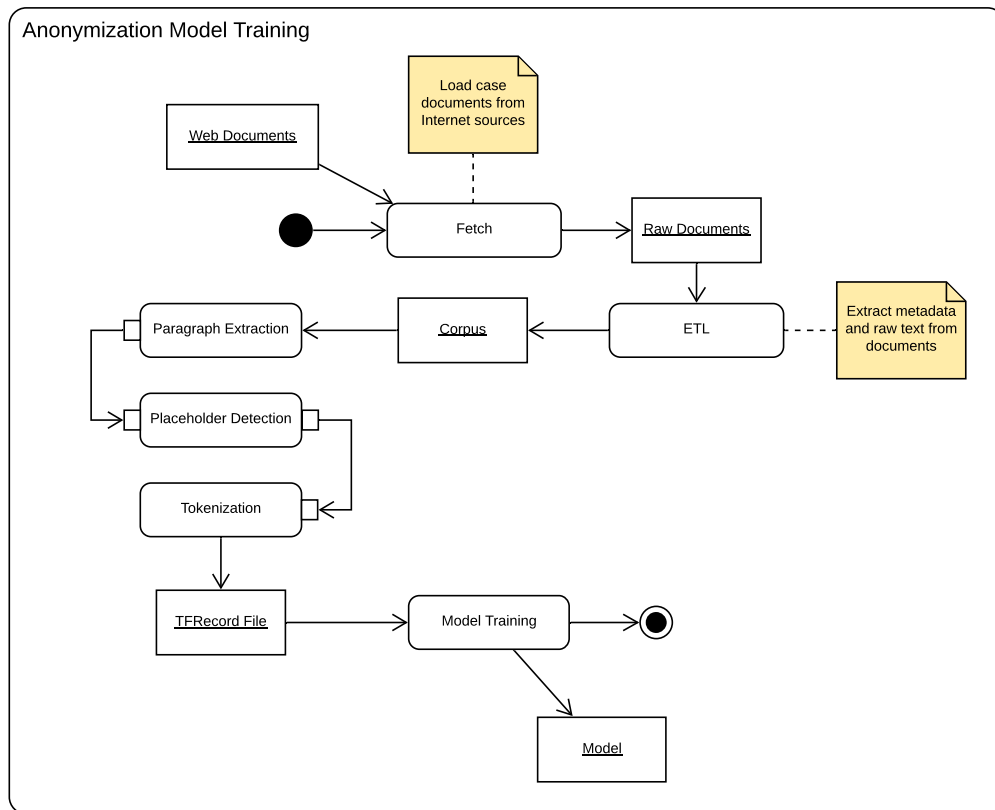 Anonymization Model Training
Load case
documents from
Internet sources
Web Documents
Fetch
Raw Documents
Extract metadata
and raw text from
documents
Paragraph Extraction
Corpus
ETL
Placeholder Detection
Tokenization
TFRecord File
Model Training
Model